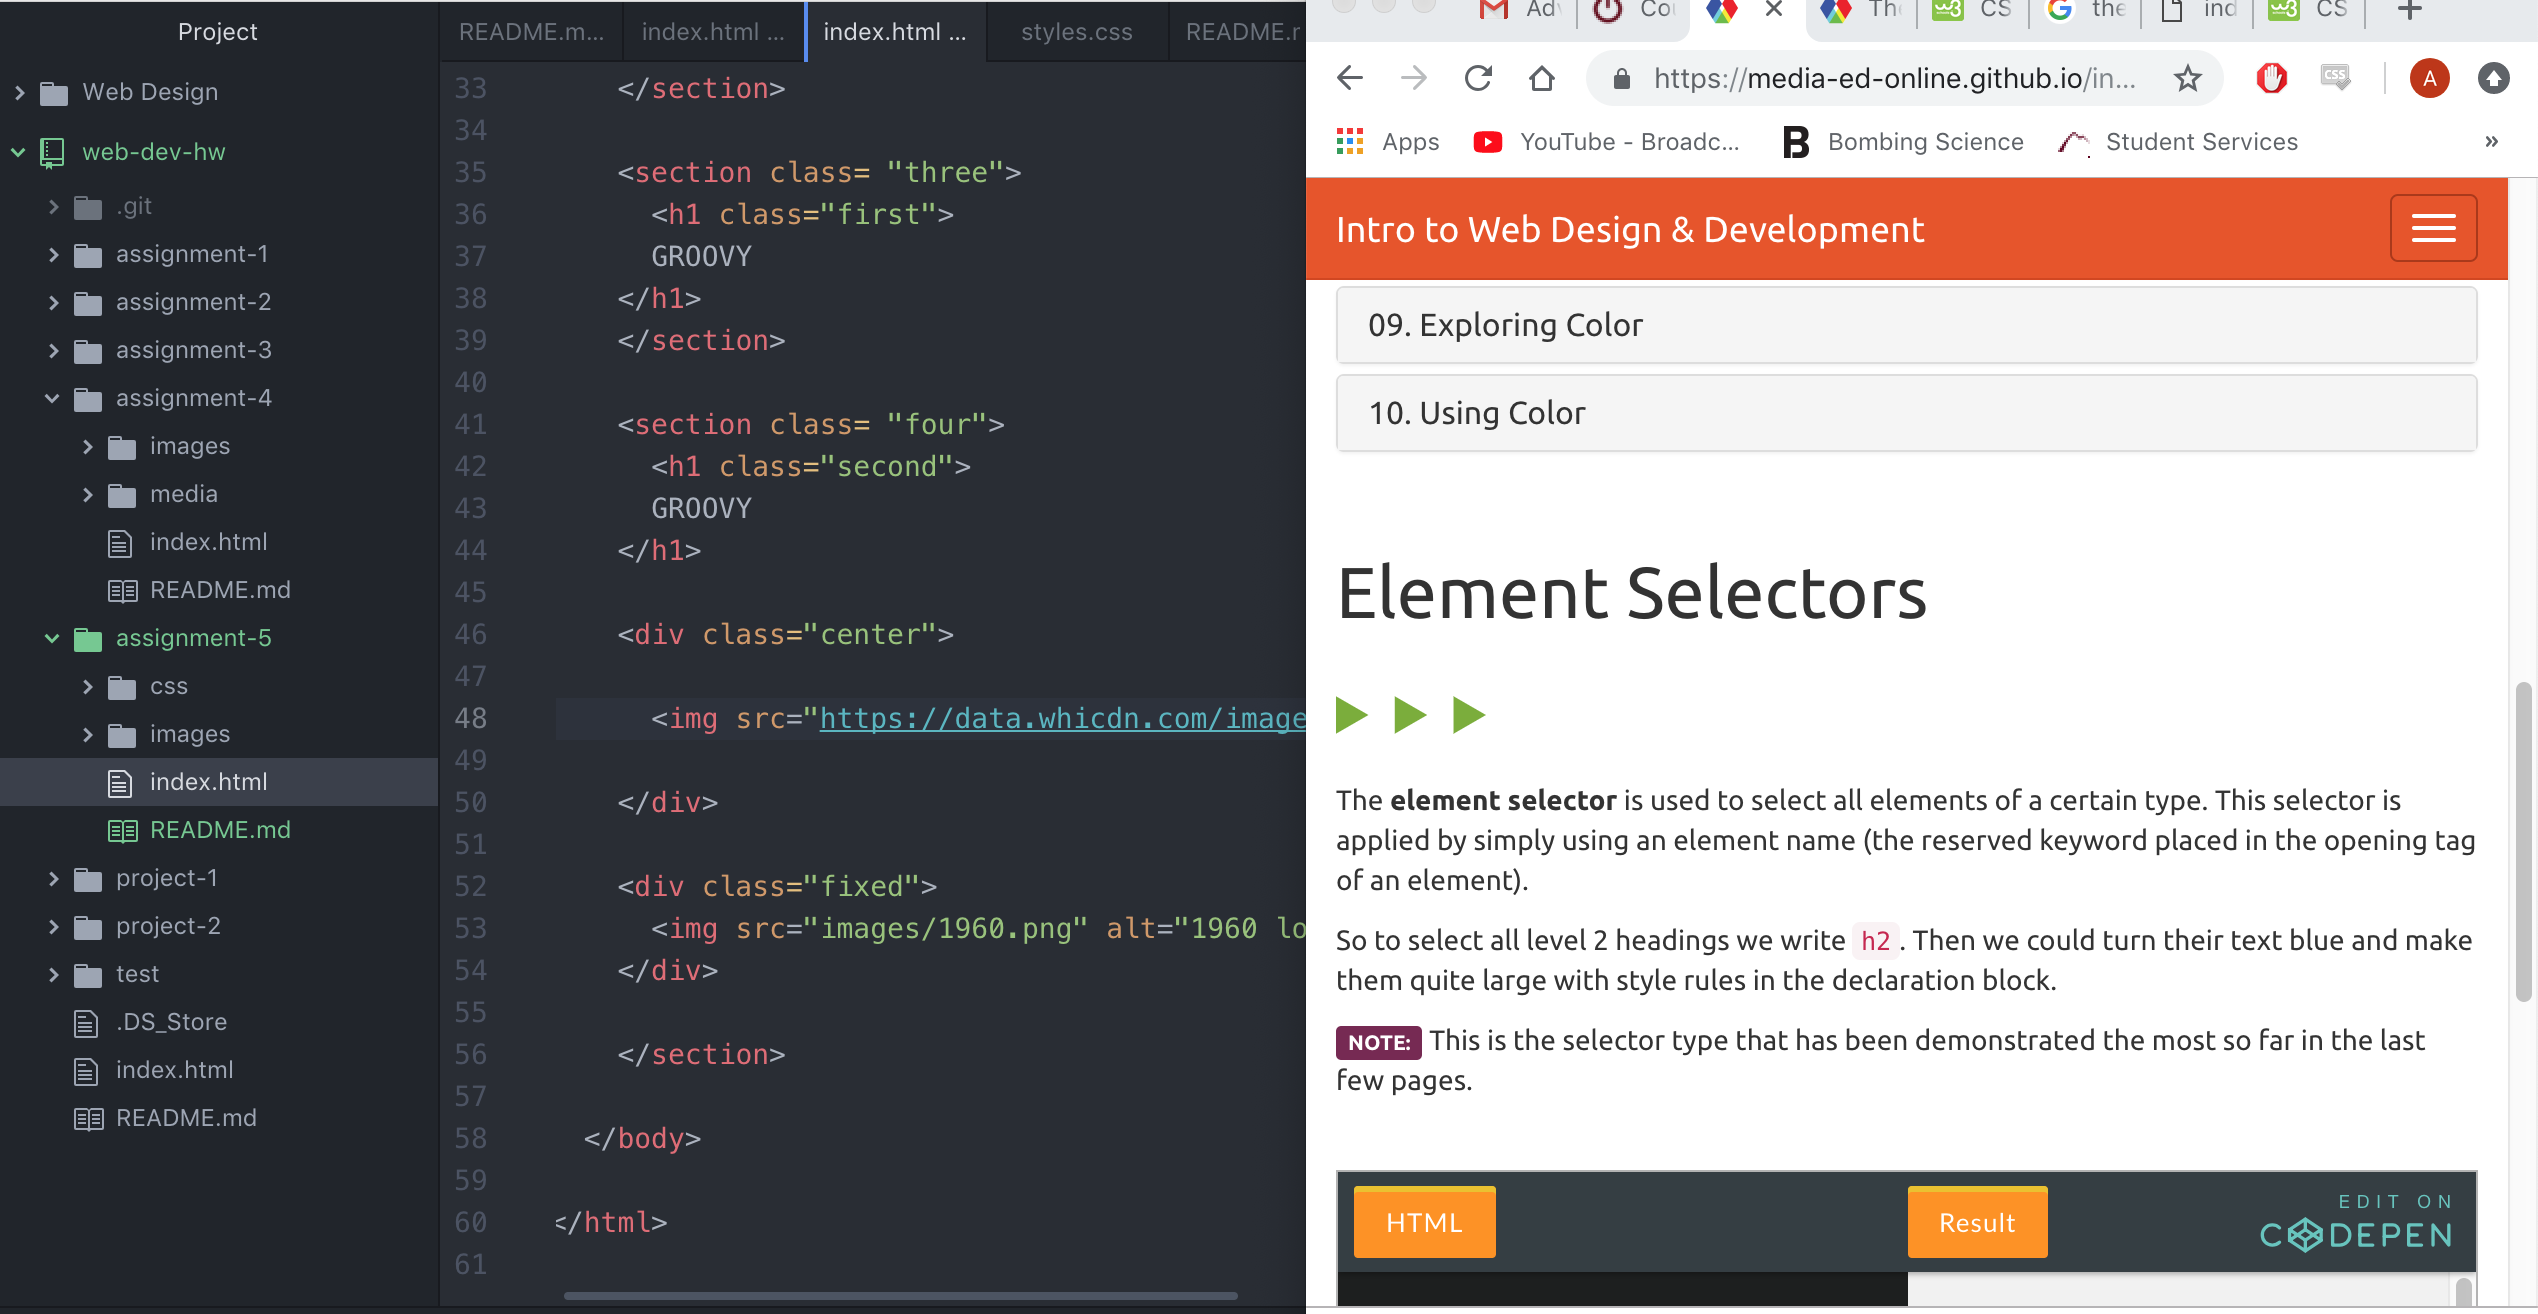 Project
Web Design
web-dev-hw
.git
assignment-1
assignment-2
assignment-3
assignment-4
images
media
index.html
README.md
assignment-5
css
images
index.html
README.md
project-1
project-2
test
.DS_Store
index.html
README.md
README.m... index.html ... index.html ... styles.css README.r
33 </section>
34
35 <section class= "three">
36 <h1 class="first">
37 GROOVY
38 </h1>
39 </section>
40
41 <section class= "four">
42 <h1 class="second">
43 GROOVY
44 </h1>
45
46 <div class="center">
47
48 <img src="https://data.whicdn.com/image
49
50 </div>
51
52 <div class="fixed">
53 <img src="images/1960.png" alt="1960 lo
54 </div>
55
56 </section>
57
58 </body>
59
60 </html>
61
Adv Cou The CS the ind CS
https://media-ed-online.github.io/in... CSS A
Apps YouTube - Broadc... B Bombing Science Student Services »
Intro to Web Design & Development
09. Exploring Color
10. Using Color
Element Selectors
The element selector is used to select all elements of a certain type. This selector is
applied by simply using an element name (the reserved keyword placed in the opening tag
of an element).
So to select all level 2 headings we write h2. Then we could turn their text blue and make
them quite large with style rules in the declaration block.
NOTE: This is the selector type that has been demonstrated the most so far in the last
few pages.
HTML Result EDIT ON
CODEPEN